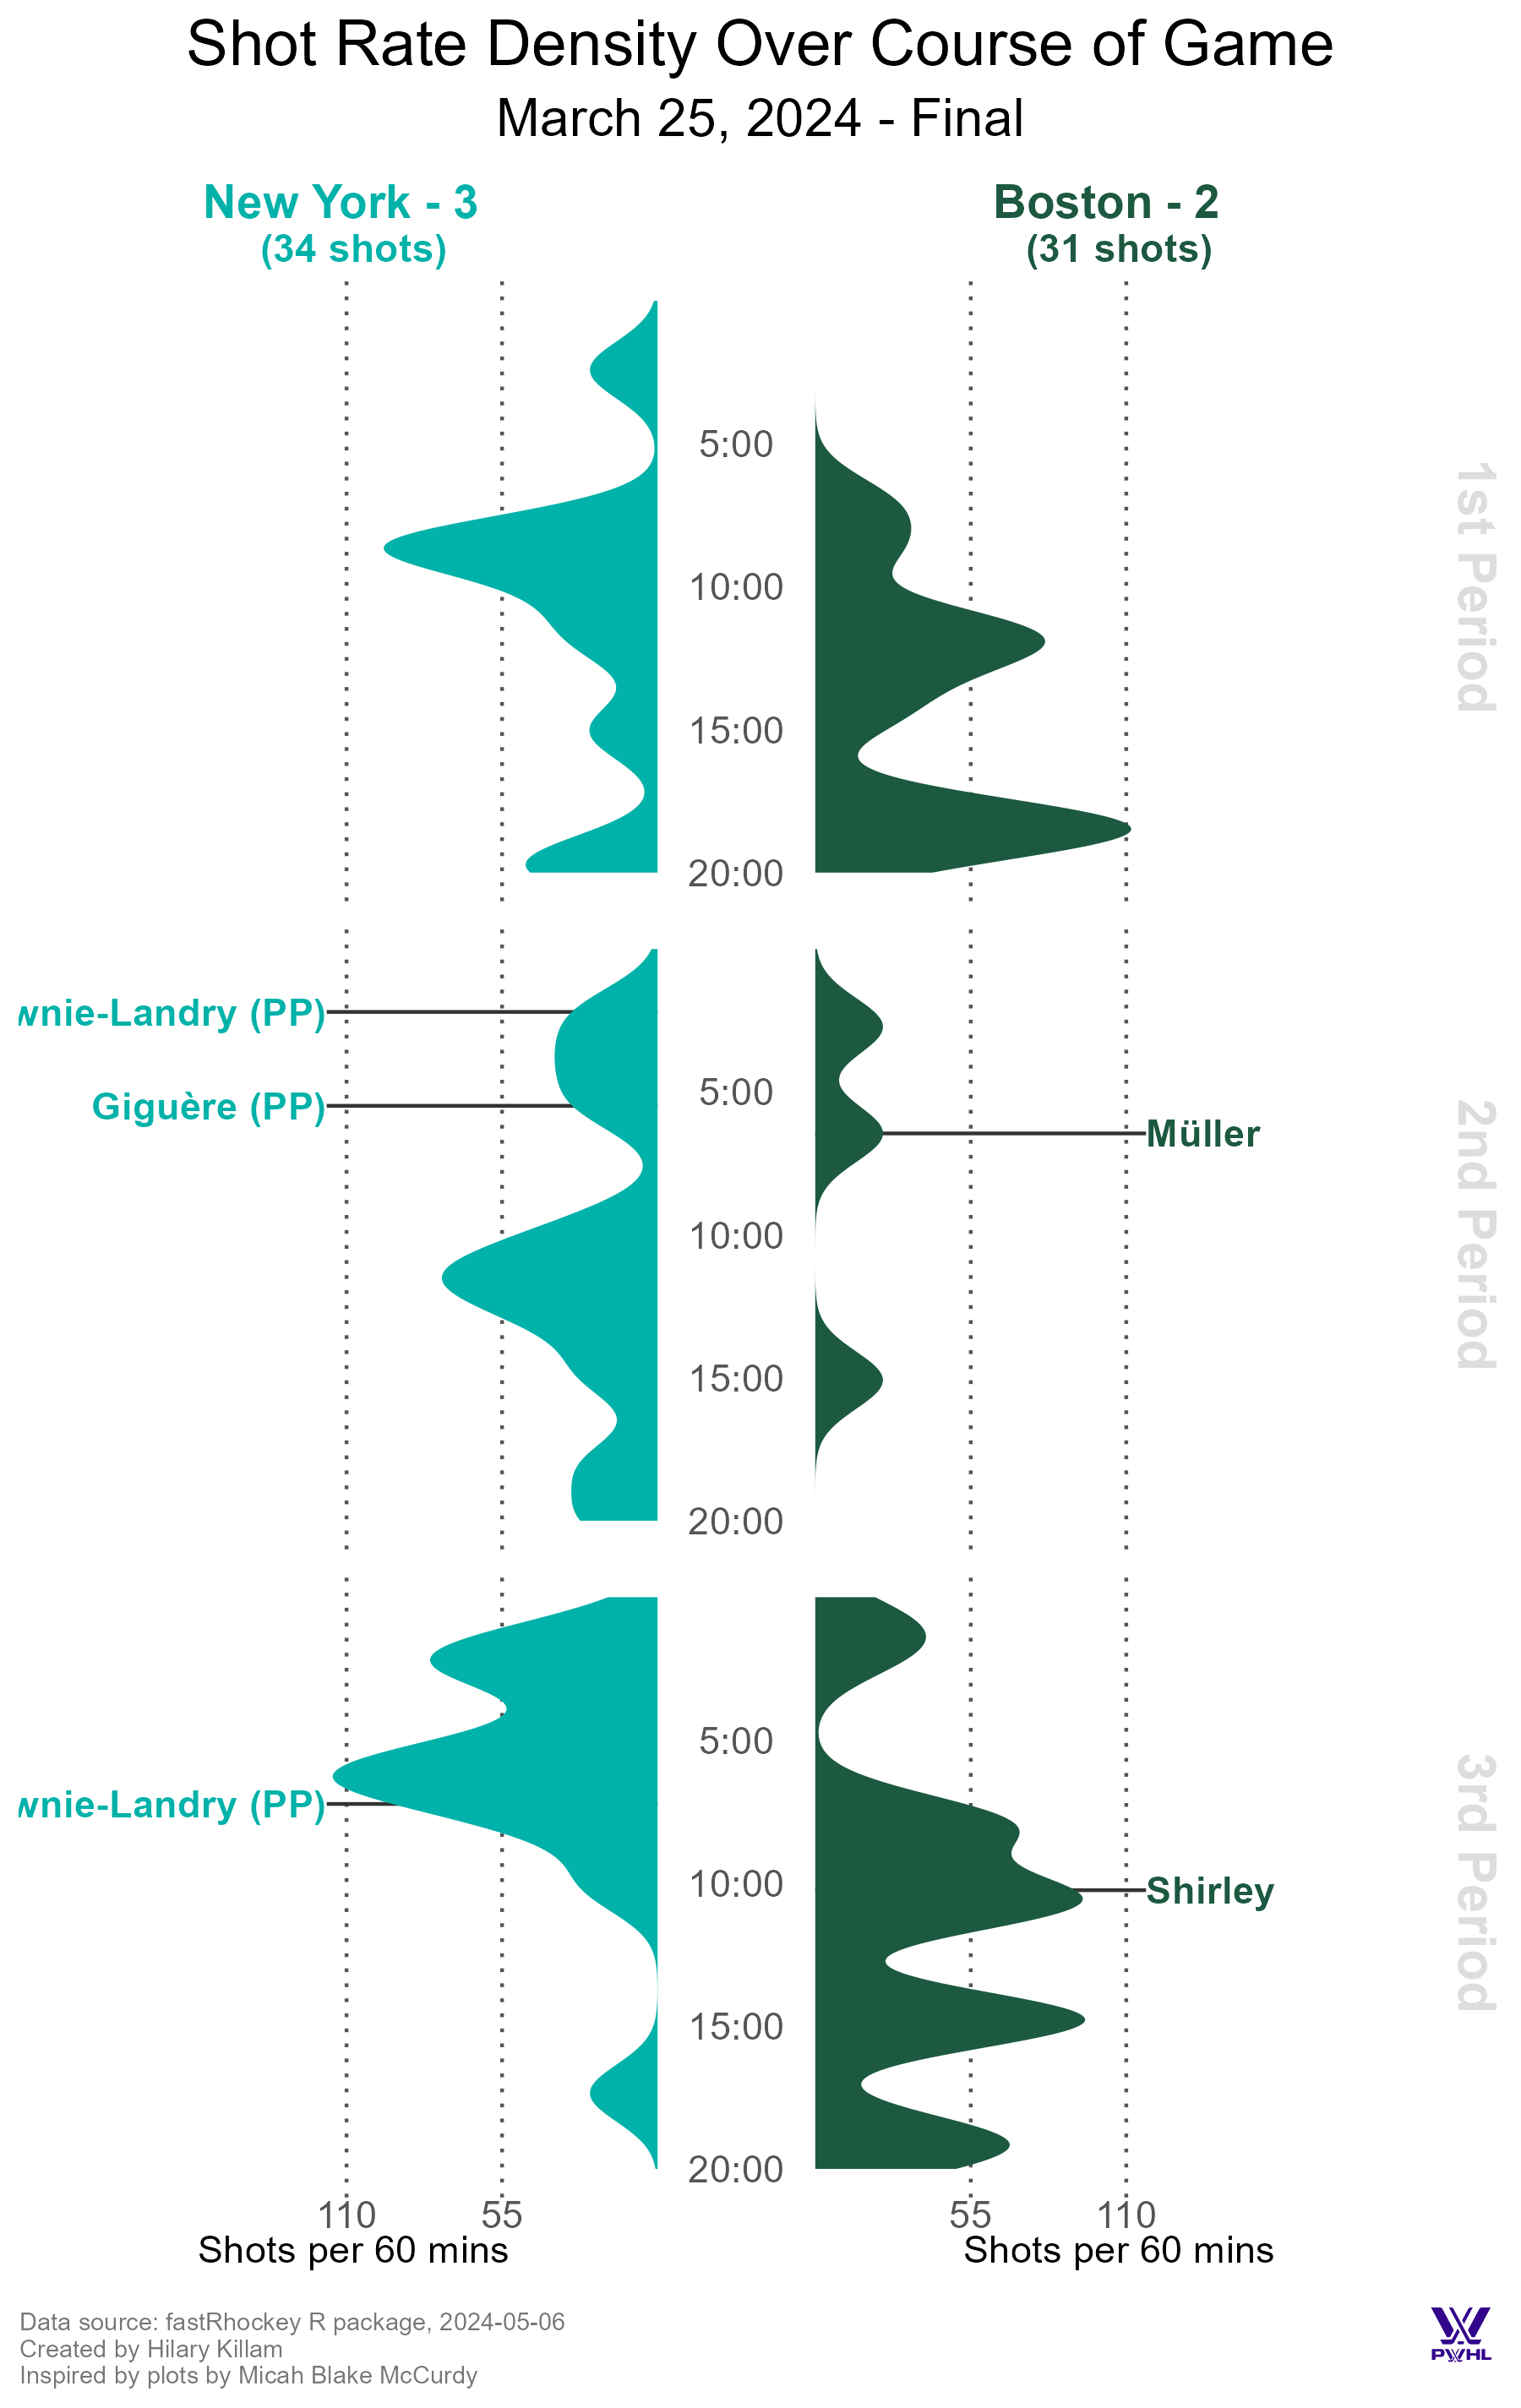 Shot Rate Density Over Course of Game
March 25, 2024 - Final
New York - 3
(34 shots)
Boston - 2
(31 shots)
5:00
10:00
15:00
20:00
1st Period
wnie-Landry (PP)
Giguère (PP)
5:00
Müller
10:00
15:00
20:00
2nd Period
5:00
wnie-Landry (PP)
10:00
Shirley
15:00
20:00
3rd Period
110
55
55
110
Shots per 60 mins
Shots per 60 mins
Data source: fastRhockey R package, 2024-05-06
Created by Hilary Killam
Inspired by plots by Micah Blake McCurdy
PWHL